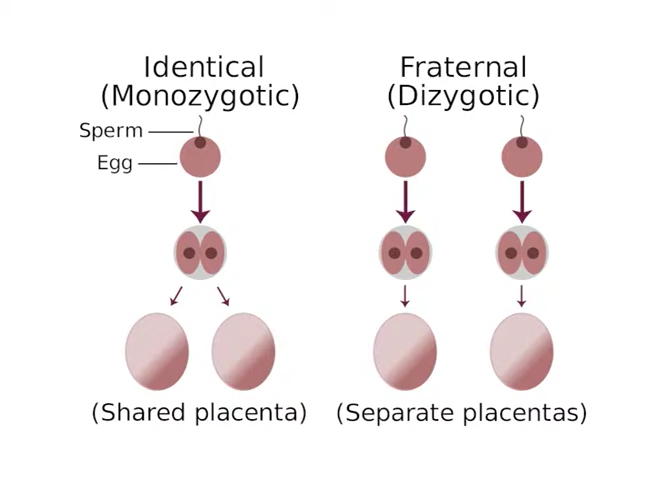 Identical
(Monozygotic)
Fraternal
(Dizygotic)
Sperm
Egg
(Shared placenta)
(Separate placentas)